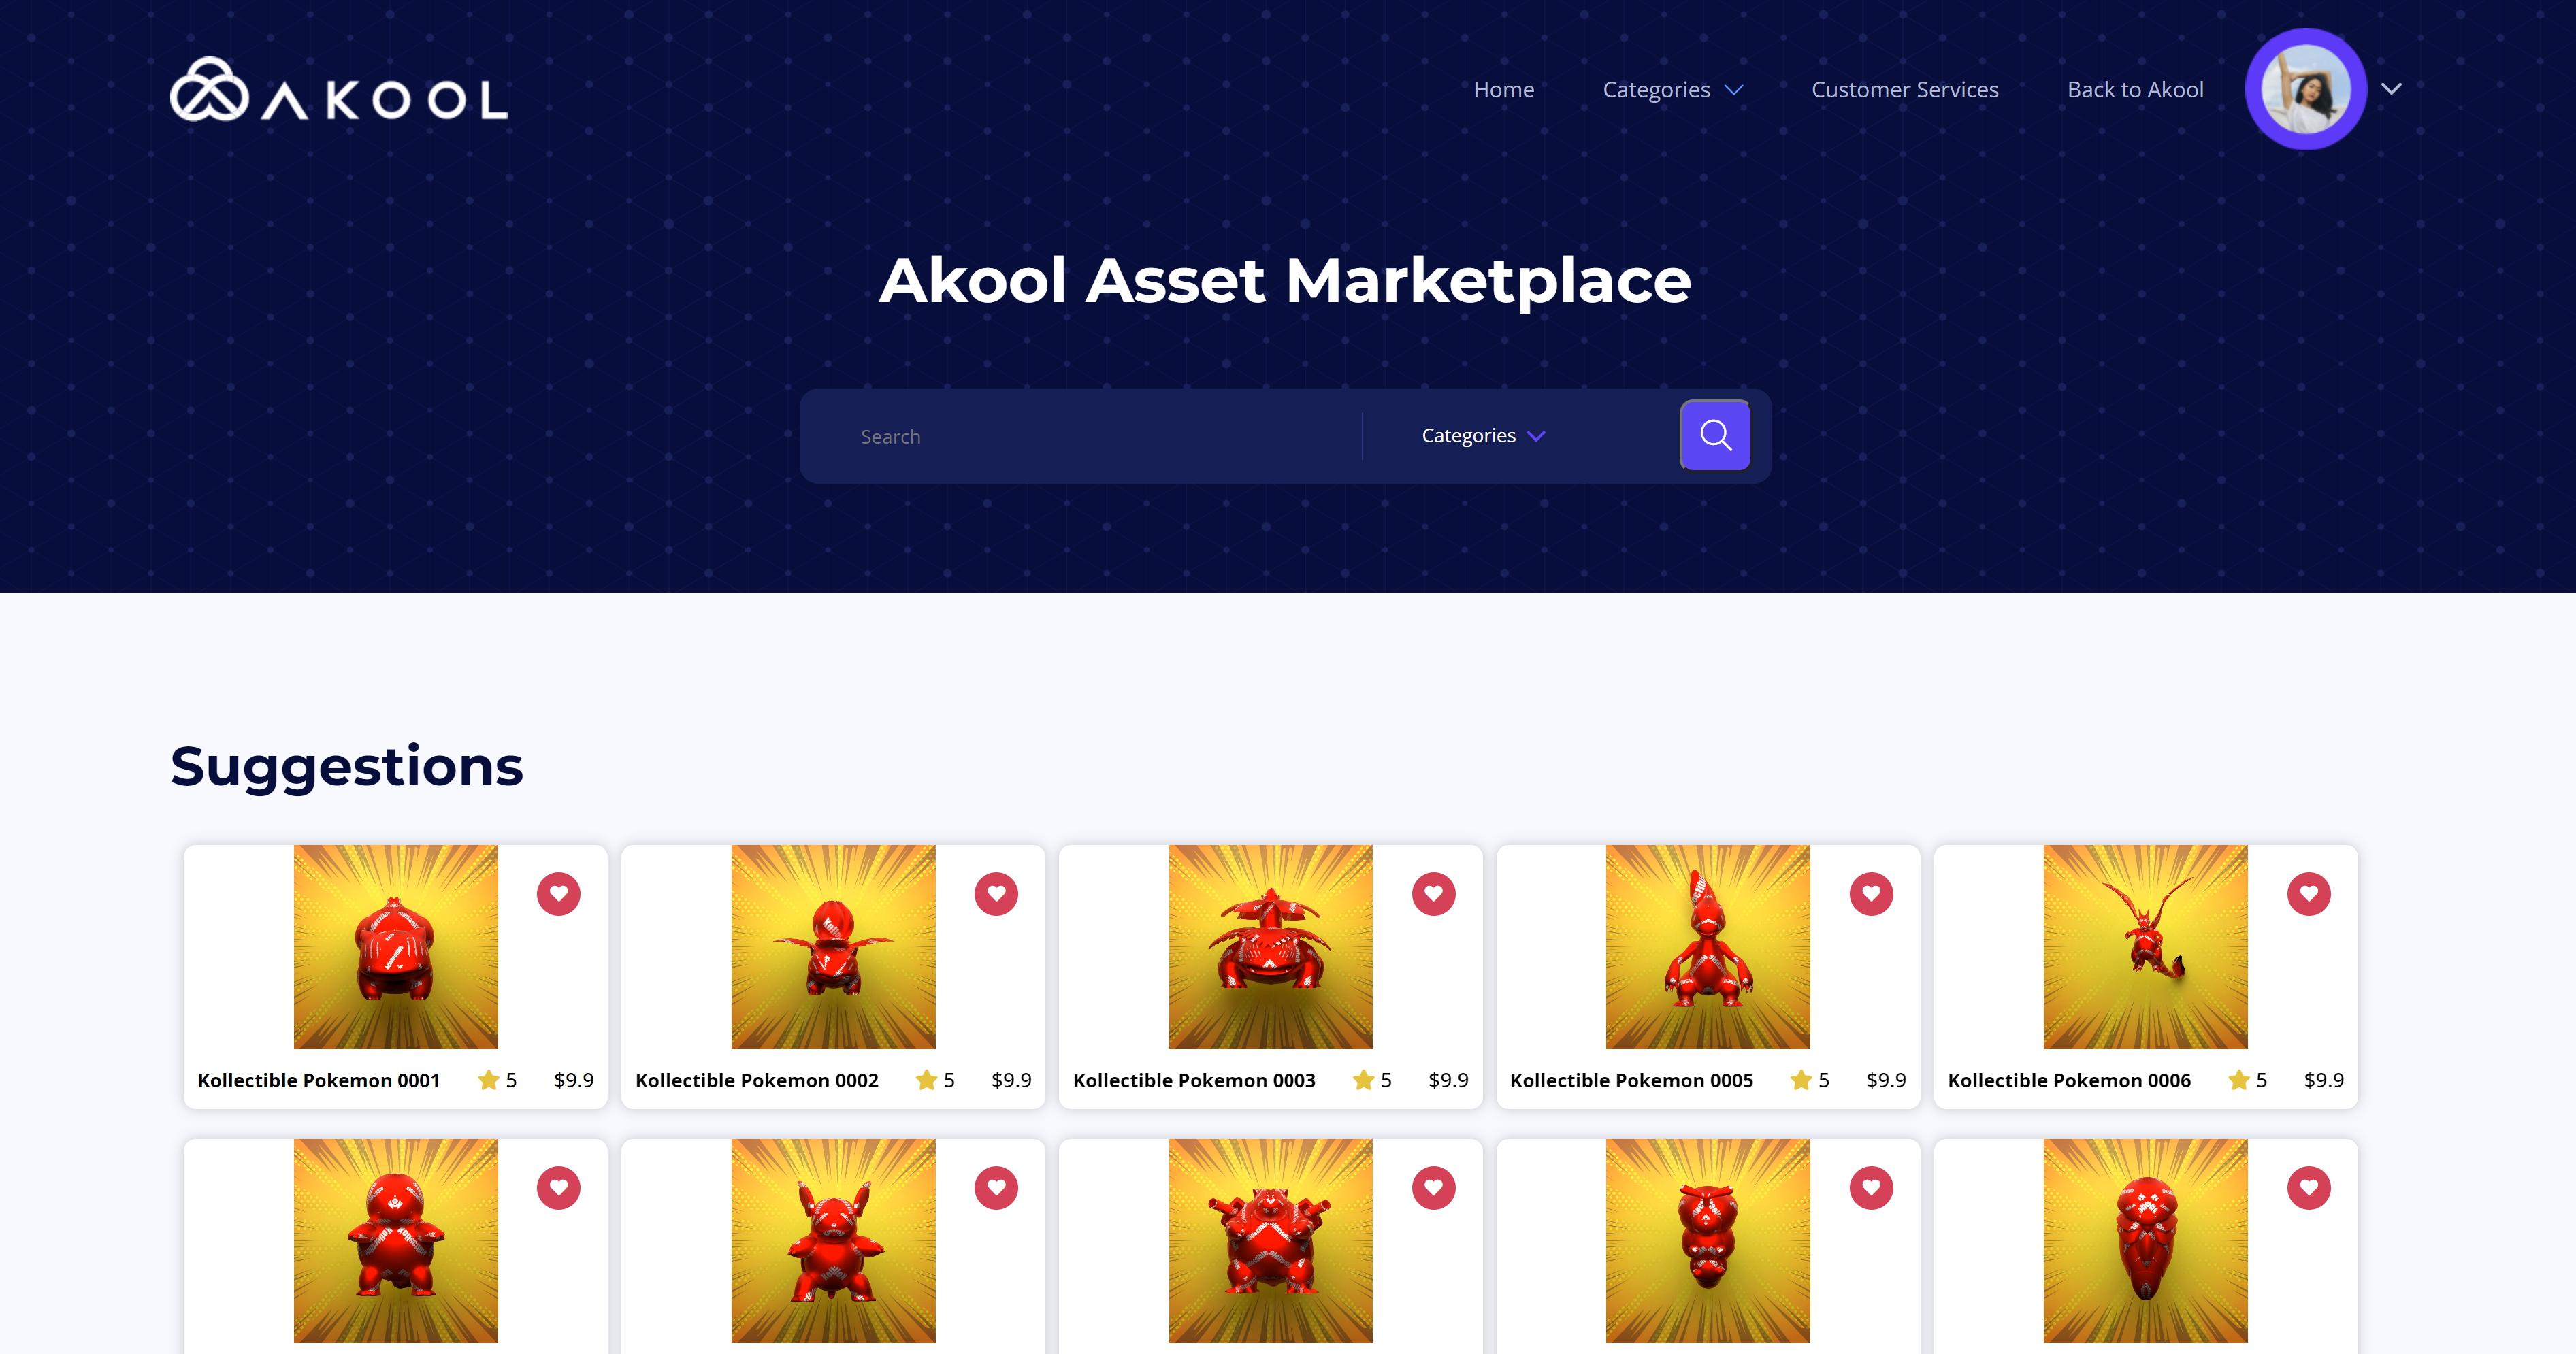 AKOOL
Home Categories Customer Services Back to Akool
Akool Asset Marketplace
Search Categories
Suggestions
Kollectible Pokemon 0001 5 $9.9
Kollectible Pokemon 0002 5 $9.9
Kollectible Pokemon 0003 5 $9.9
Kollectible Pokemon 0005 5 $9.9
Kollectible Pokemon 0006 5 $9.9